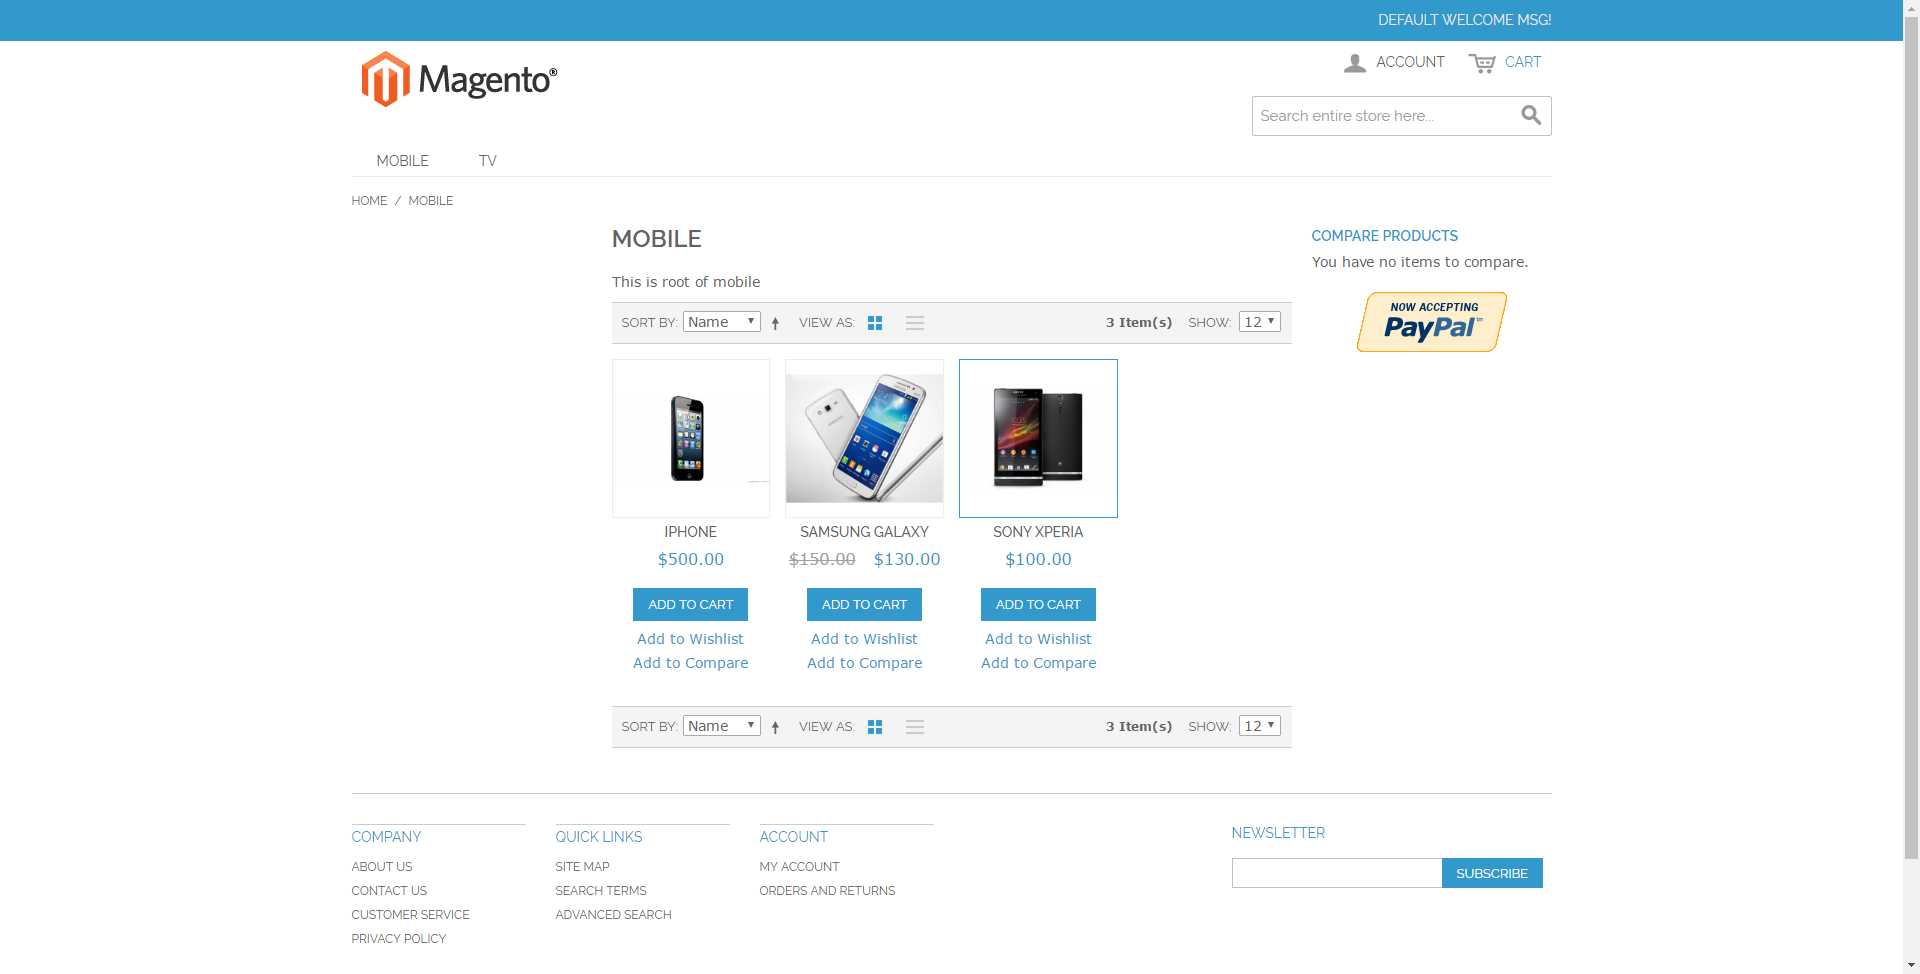 DEFAULT WELCOME MSG!
Magento®
ACCOUNT CART
Search entire store here...
MOBILE TV
HOME / MOBILE
MOBILE
This is root of mobile
SORT BY: Name VIEW AS: 3 Item(s) SHOW: 12
IPHONE
$500.00
ADD TO CART
Add to Wishlist
Add to Compare
SAMSUNG GALAXY
$150.00 $130.00
ADD TO CART
Add to Wishlist
Add to Compare
SONY XPERIA
$100.00
ADD TO CART
Add to Wishlist
Add to Compare
SORT BY: Name VIEW AS: 3 Item(s) SHOW: 12
COMPARE PRODUCTS
You have no items to compare.
NOW ACCEPTING
PayPal™
COMPANY
ABOUT US
CONTACT US
CUSTOMER SERVICE
PRIVACY POLICY
QUICK LINKS
SITE MAP
SEARCH TERMS
ADVANCED SEARCH
ACCOUNT
MY ACCOUNT
ORDERS AND RETURNS
NEWSLETTER
SUBSCRIBE